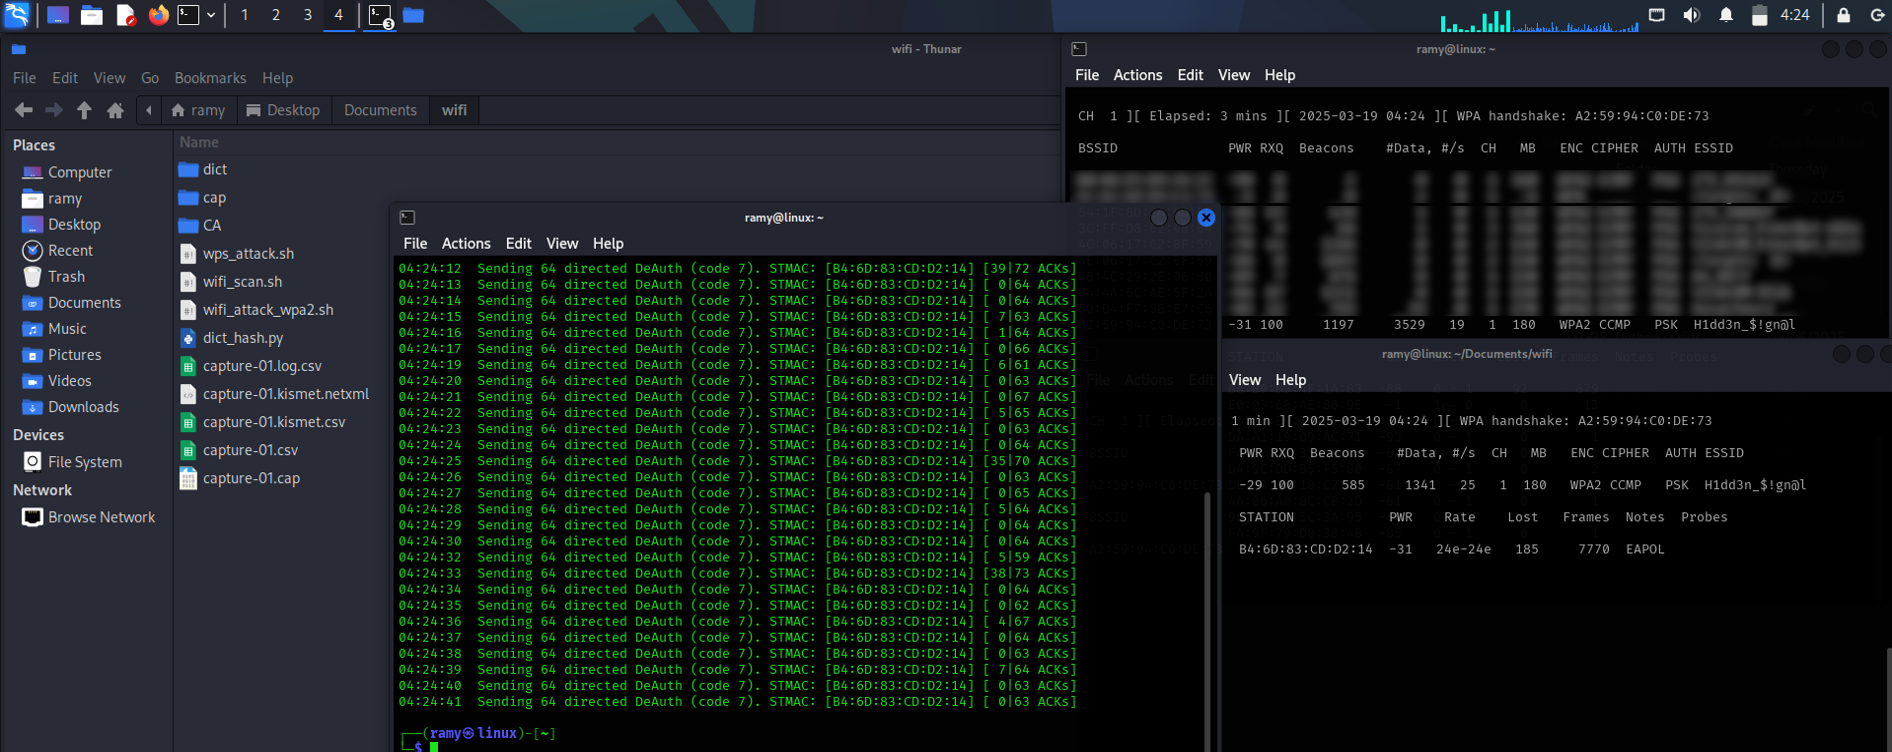 1 2 3 4 3 4:24
wifi - Thunar
File Edit View Go Bookmarks Help
ramy Desktop Documents wifi
Places
Computer
ramy
Desktop
Recent
Trash
Documents
Music
Pictures
Videos
Downloads
Devices
File System
Network
Browse Network
Name
dict
cap
CA
wps_attack.sh
wifi_scan.sh
wifi_attack_wpa2.sh
dict_hash.py
capture-01.log.csv
capture-01.kismet.netxml
capture-01.kismet.csv
capture-01.csv
capture-01.cap
ramy@linux: ~
File Actions Edit View Help
04:24:12 Sending 64 directed DeAuth (code 7). STMAC: [B4:6D:83:CD:D2:14] [39|72 ACKs]
04:24:13 Sending 64 directed DeAuth (code 7). STMAC: [B4:6D:83:CD:D2:14] [ 0|64 ACKs]
04:24:14 Sending 64 directed DeAuth (code 7). STMAC: [B4:6D:83:CD:D2:14] [ 0|64 ACKs]
04:24:15 Sending 64 directed DeAuth (code 7). STMAC: [B4:6D:83:CD:D2:14] [ 7|63 ACKs]
04:24:16 Sending 64 directed DeAuth (code 7). STMAC: [B4:6D:83:CD:D2:14] [ 1|64 ACKs]
04:24:17 Sending 64 directed DeAuth (code 7). STMAC: [B4:6D:83:CD:D2:14] [ 0|66 ACKs]
04:24:19 Sending 64 directed DeAuth (code 7). STMAC: [B4:6D:83:CD:D2:14] [ 6|61 ACKs]
04:24:20 Sending 64 directed DeAuth (code 7). STMAC: [B4:6D:83:CD:D2:14] [ 0|63 ACKs]
04:24:21 Sending 64 directed DeAuth (code 7). STMAC: [B4:6D:83:CD:D2:14] [ 0|67 ACKs]
04:24:22 Sending 64 directed DeAuth (code 7). STMAC: [B4:6D:83:CD:D2:14] [ 5|65 ACKs]
04:24:23 Sending 64 directed DeAuth (code 7). STMAC: [B4:6D:83:CD:D2:14] [ 0|63 ACKs]
04:24:24 Sending 64 directed DeAuth (code 7). STMAC: [B4:6D:83:CD:D2:14] [ 0|64 ACKs]
04:24:25 Sending 64 directed DeAuth (code 7). STMAC: [B4:6D:83:CD:D2:14] [35|70 ACKs]
04:24:26 Sending 64 directed DeAuth (code 7). STMAC: [B4:6D:83:CD:D2:14] [ 0|63 ACKs]
04:24:27 Sending 64 directed DeAuth (code 7). STMAC: [B4:6D:83:CD:D2:14] [ 0|65 ACKs]
04:24:28 Sending 64 directed DeAuth (code 7). STMAC: [B4:6D:83:CD:D2:14] [ 5|64 ACKs]
04:24:29 Sending 64 directed DeAuth (code 7). STMAC: [B4:6D:83:CD:D2:14] [ 0|64 ACKs]
04:24:30 Sending 64 directed DeAuth (code 7). STMAC: [B4:6D:83:CD:D2:14] [ 0|64 ACKs]
04:24:32 Sending 64 directed DeAuth (code 7). STMAC: [B4:6D:83:CD:D2:14] [ 5|59 ACKs]
04:24:33 Sending 64 directed DeAuth (code 7). STMAC: [B4:6D:83:CD:D2:14] [38|73 ACKs]
04:24:34 Sending 64 directed DeAuth (code 7). STMAC: [B4:6D:83:CD:D2:14] [ 0|64 ACKs]
04:24:35 Sending 64 directed DeAuth (code 7). STMAC: [B4:6D:83:CD:D2:14] [ 0|62 ACKs]
04:24:36 Sending 64 directed DeAuth (code 7). STMAC: [B4:6D:83:CD:D2:14] [ 4|67 ACKs]
04:24:37 Sending 64 directed DeAuth (code 7). STMAC: [B4:6D:83:CD:D2:14] [ 0|64 ACKs]
04:24:38 Sending 64 directed DeAuth (code 7). STMAC: [B4:6D:83:CD:D2:14] [ 0|63 ACKs]
04:24:39 Sending 64 directed DeAuth (code 7). STMAC: [B4:6D:83:CD:D2:14] [ 7|64 ACKs]
04:24:40 Sending 64 directed DeAuth (code 7). STMAC: [B4:6D:83:CD:D2:14] [ 0|63 ACKs]
04:24:41 Sending 64 directed DeAuth (code 7). STMAC: [B4:6D:83:CD:D2:14] [ 0|63 ACKs]
┌──(ramy㉿linux)-[~]
└─$
ramy@linux: ~
File Actions Edit View Help
CH 1 ][ Elapsed: 3 mins ][ 2025-03-19 04:24 ][ WPA handshake: A2:59:94:C0:DE:73
BSSID PWR RXQ Beacons #Data, #/s CH MB ENC CIPHER AUTH ESSID
-31 100 1197 3529 19 1 180 WPA2 CCMP PSK H1dd3n_$!gn@l
ramy@linux: ~/Documents/wifi
View Help
1 min ][ 2025-03-19 04:24 ][ WPA handshake: A2:59:94:C0:DE:73
PWR RXQ Beacons #Data, #/s CH MB ENC CIPHER AUTH ESSID
-29 100 585 1341 25 1 180 WPA2 CCMP PSK H1dd3n_$!gn@l
STATION PWR Rate Lost Frames Notes Probes
B4:6D:83:CD:D2:14 -31 24e-24e 185 7770 EAPOL